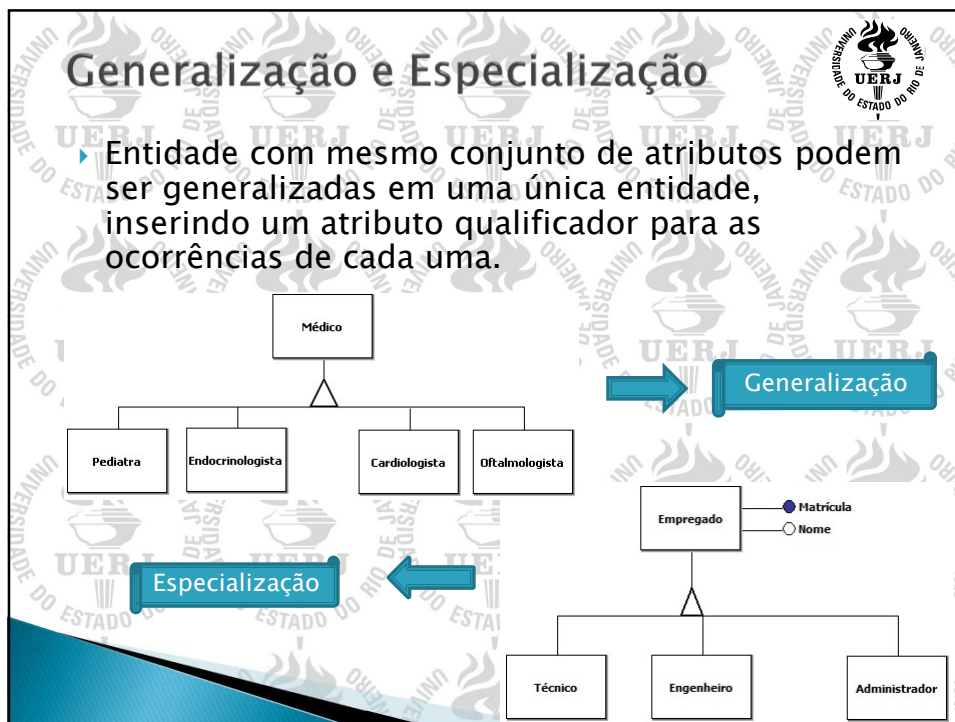 Generalização e Especialização
UNIVERSIDADE DO ESTADO DO RIO DE JANEIRO
UERJ
Entidade com mesmo conjunto de atributos podem
ser generalizadas em uma única entidade,
inserindo um atributo qualificador para as
ocorrências de cada uma.
Médico
Generalização
Pediatra
Endocrinologista
Cardiologista
Oftalmologista
Empregado
Matrícula
Nome
Especialização
Técnico
Engenheiro
Administrador